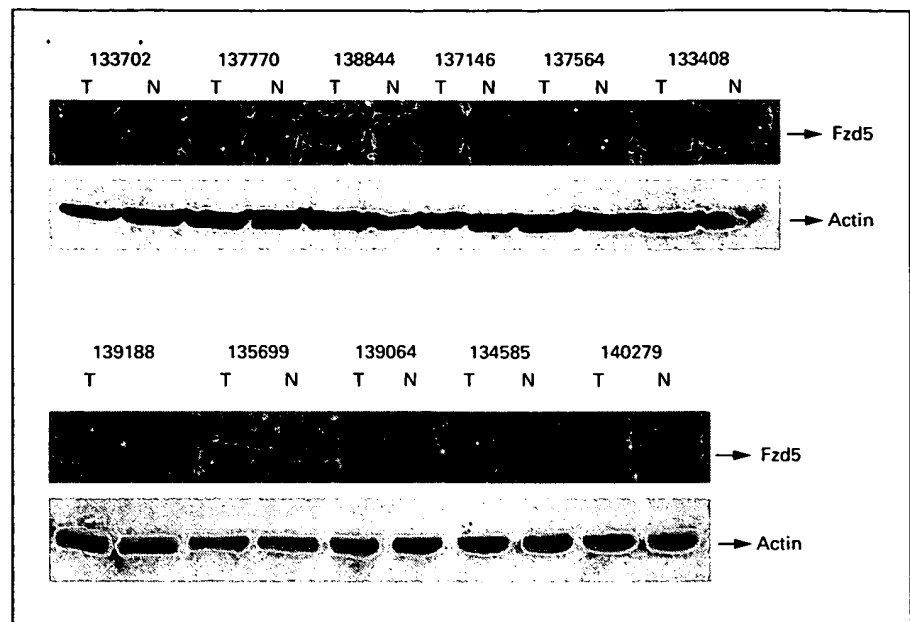 133702 137770 138844 137146 137564 133408
T N T N T N T N T N T N
Fzd5
Actin
139188 135699 139064 134585 140279
T T N T N T N T N
Fzd5
Actin